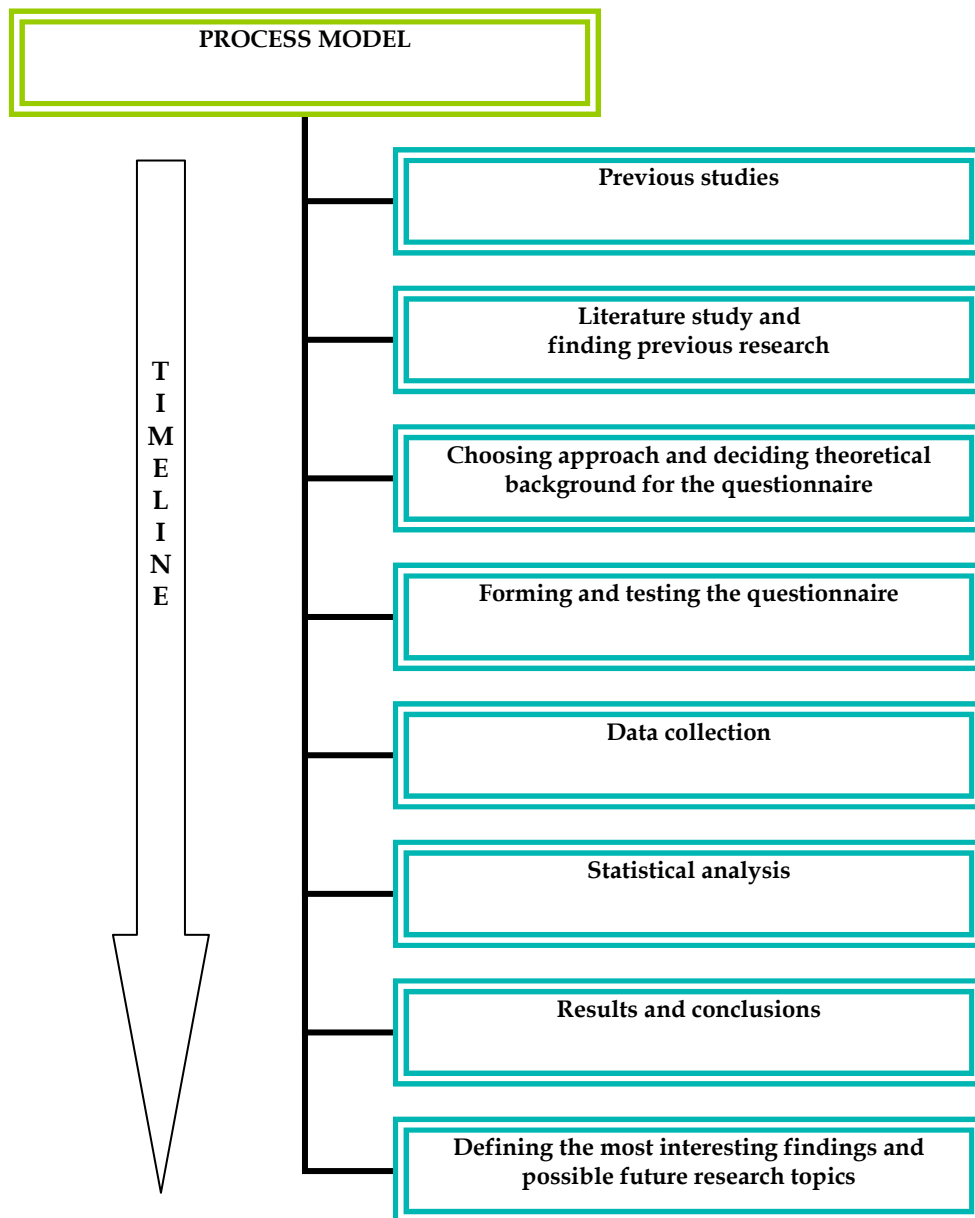 PROCESS MODEL
Previous studies
Literature study and
finding previous research
T
I
M
E
L
I
N
E
Choosing approach and deciding theoretical
background for the questionnaire
Forming and testing the questionnaire
Data collection
Statistical analysis
Results and conclusions
Defining the most interesting findings and
possible future research topics